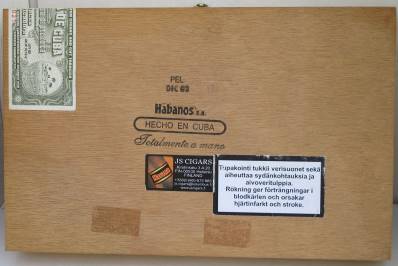 DE CUBA
PEL
DIC 03
Habanos s.a.
HECHO EN CUBA
Totalmente a mano
JS CIGARS
FINLAND
Tupakointi tukkii verisuonet sekä
aiheuttaa sydänkohtauksia ja
aivoveritulppia.
Rökning ger förträngningar i
blodkärlen och orsakar
hjärtinfarkt och stroke.